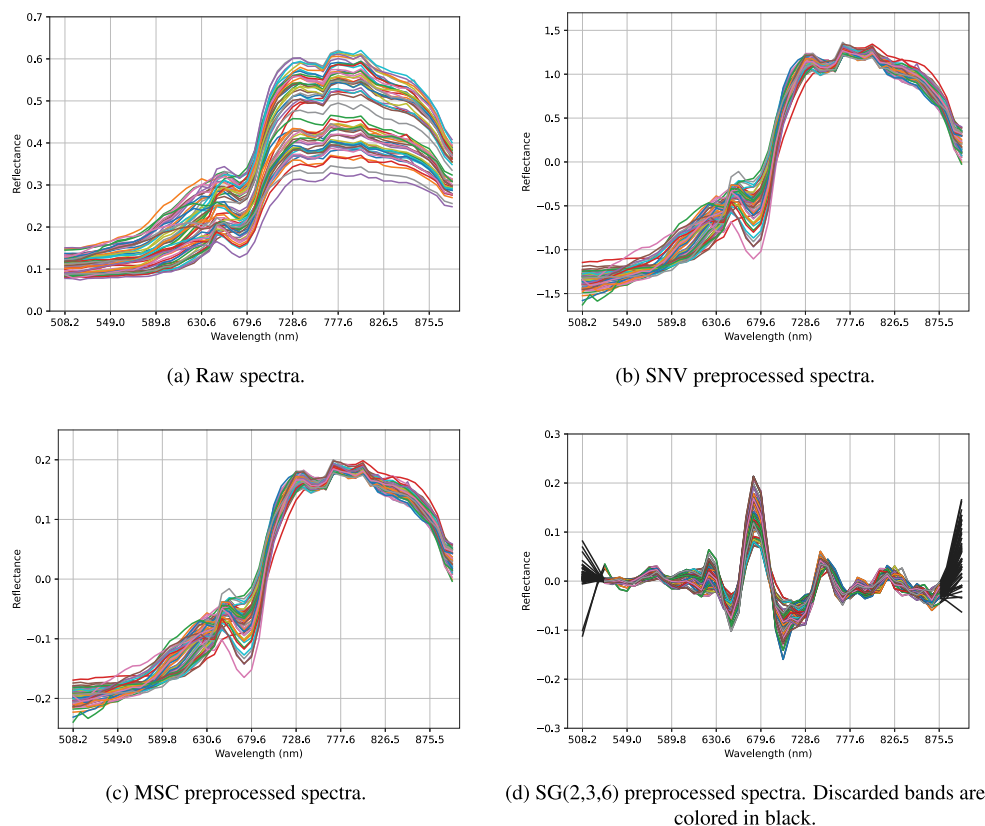 0.7
0.6
0.5
0.4
0.3
0.2
0.1
0.0
Reflectance
508.2 549.0 589.8 630.6 679.6 728.6 777.6 826.5 875.5
Wavelength (nm)
(a) Raw spectra.
1.5
1.0
0.5
0.0
−0.5
−1.0
−1.5
Reflectance
508.2 549.0 589.8 630.6 679.6 728.6 777.6 826.5 875.5
Wavelength (nm)
(b) SNV preprocessed spectra.
0.2
0.1
0.0
−0.1
−0.2
Reflectance
508.2 549.0 589.8 630.6 679.6 728.6 777.6 826.5 875.5
Wavelength (nm)
(c) MSC preprocessed spectra.
0.3
0.2
0.1
0.0
−0.1
−0.2
−0.3
Reflectance
508.2 549.0 589.8 630.6 679.6 728.6 777.6 826.5 875.5
Wavelength (nm)
(d) SG(2,3,6) preprocessed spectra. Discarded bands are
colored in black.